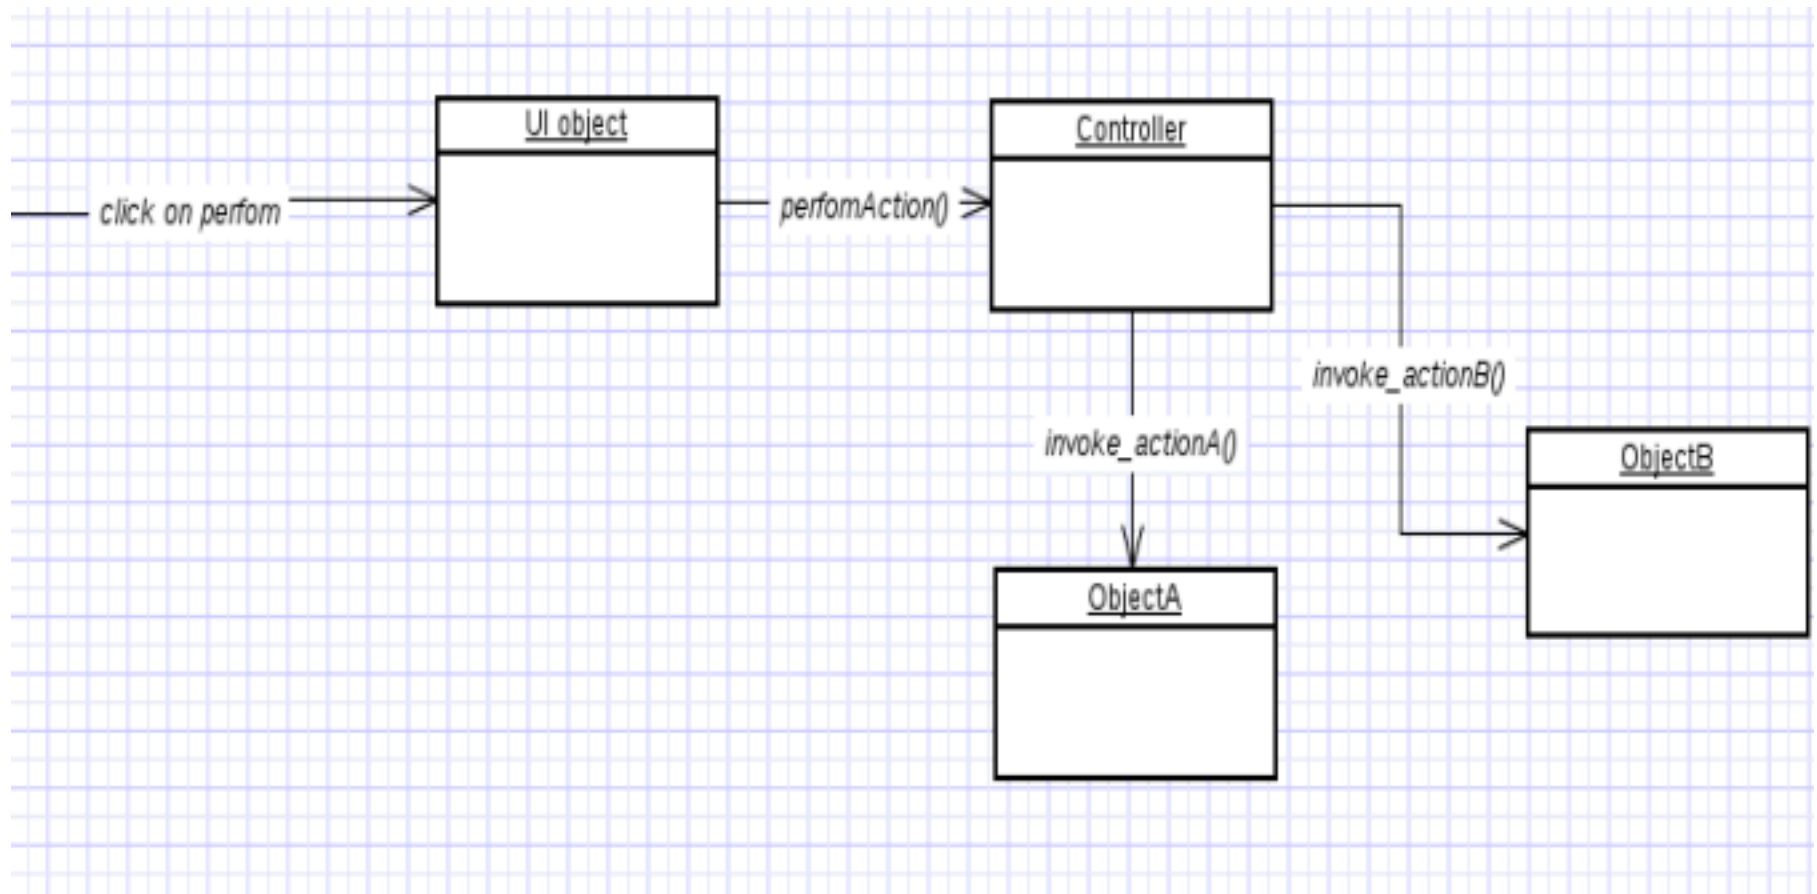 UI object
Controller
click on perfom
perfomAction()
invoke_actionB()
invoke_actionA()
ObjectB
ObjectA